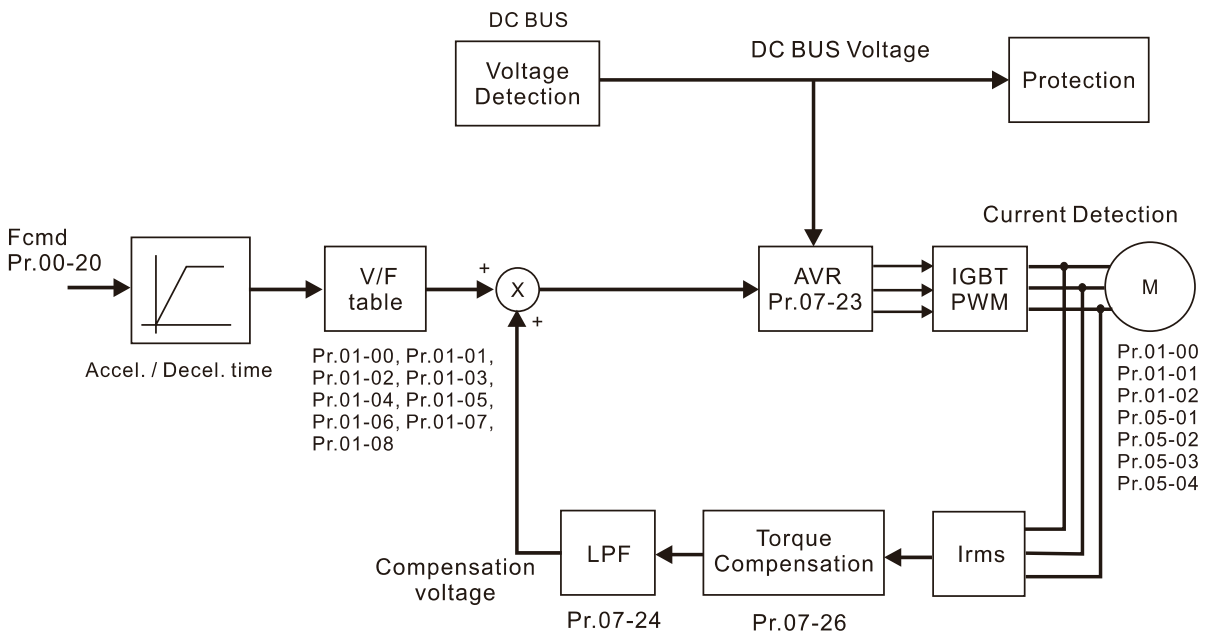 DC BUS
Voltage
Detection
DC BUS Voltage
Protection
Current Detection
Fcmd
Pr.00-20
Accel. / Decel. time
V/F
table
Pr.01-00, Pr.01-01,
Pr.01-02, Pr.01-03,
Pr.01-04, Pr.01-05,
Pr.01-06, Pr.01-07,
Pr.01-08
+
X
+
AVR
Pr.07-23
IGBT
PWM
M
Pr.01-00
Pr.01-01
Pr.01-02
Pr.05-01
Pr.05-02
Pr.05-03
Pr.05-04
Compensation
voltage
LPF
Pr.07-24
Torque
Compensation
Pr.07-26
Irms